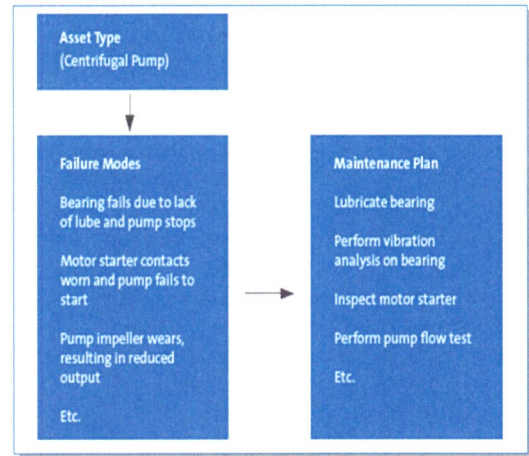 Asset Type
(Centrifugal Pump)
Failure Modes
Bearing fails due to lack
of lube and pump stops
Motor starter contacts
worn and pump fails to
start
Pump impeller wears,
resulting in reduced
output
Etc.
Maintenance Plan
Lubricate bearing
Perform vibration
analysis on bearing
Inspect motor starter
Perform pump flow test
Etc.